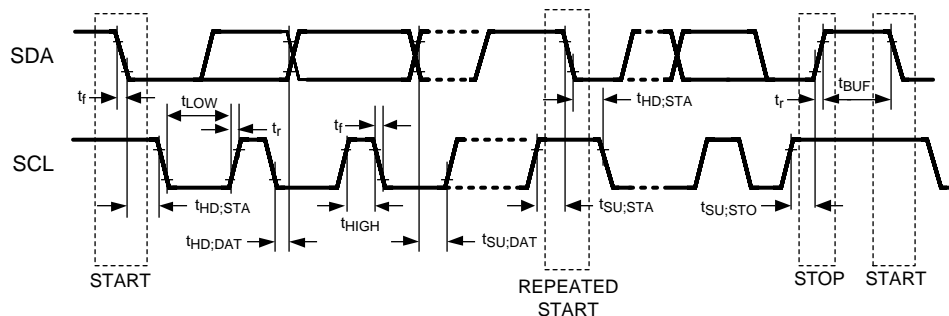 SDA
t_f
t_LOW
t_r
t_f
t_HD;STA
t_r
t_BUF
SCL
t_HD;STA
t_HD;DAT
t_HIGH
t_SU;DAT
t_SU;STA
t_SU;STO
START
REPEATED
START
STOP
START